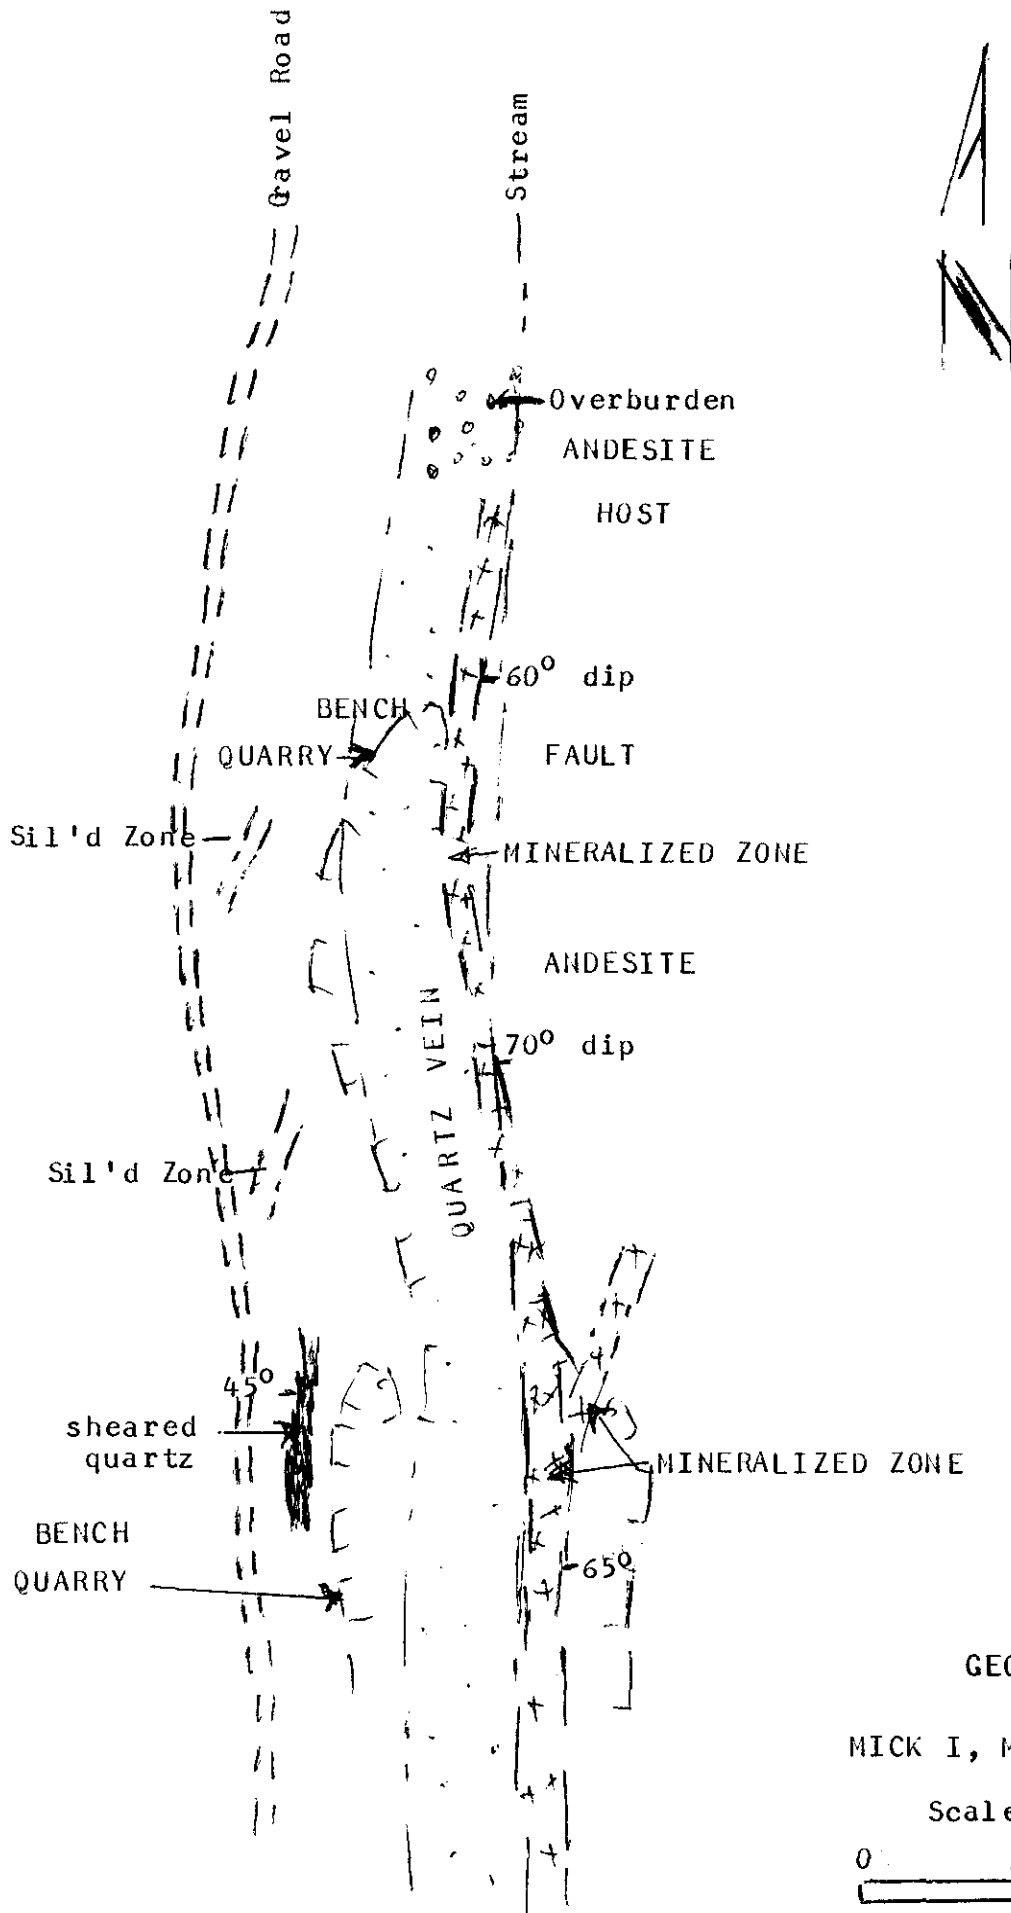 Gravel Road
Stream
N
Overburden
ANDESITE
HOST
60° dip
BENCH
QUARRY
FAULT
Sil'd Zone
MINERALIZED ZONE
ANDESITE
QUARTZ VEIN
70° dip
Sil'd Zone
45°
sheared
quartz
MINERALIZED ZONE
BENCH
QUARRY
65°
GEO
MICK I, M
Scale
0